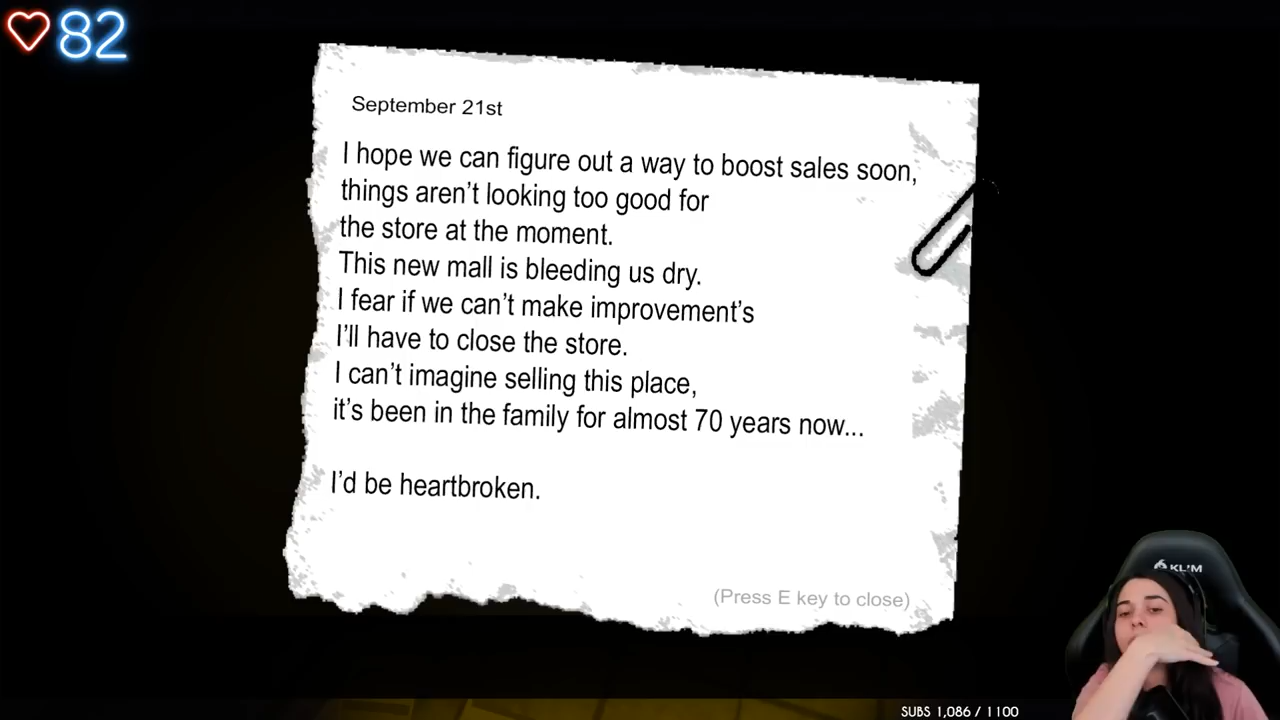 82
September 21st
I hope we can figure out a way to boost sales soon,
things aren't looking too good for
the store at the moment.
This new mall is bleeding us dry.
I fear if we can't make improvement's
I'll have to close the store.
I can't imagine selling this place,
it's been in the family for almost 70 years now...
I'd be heartbroken.
(Press E key to close)
KLIM
SUBS 1,086 / 1100